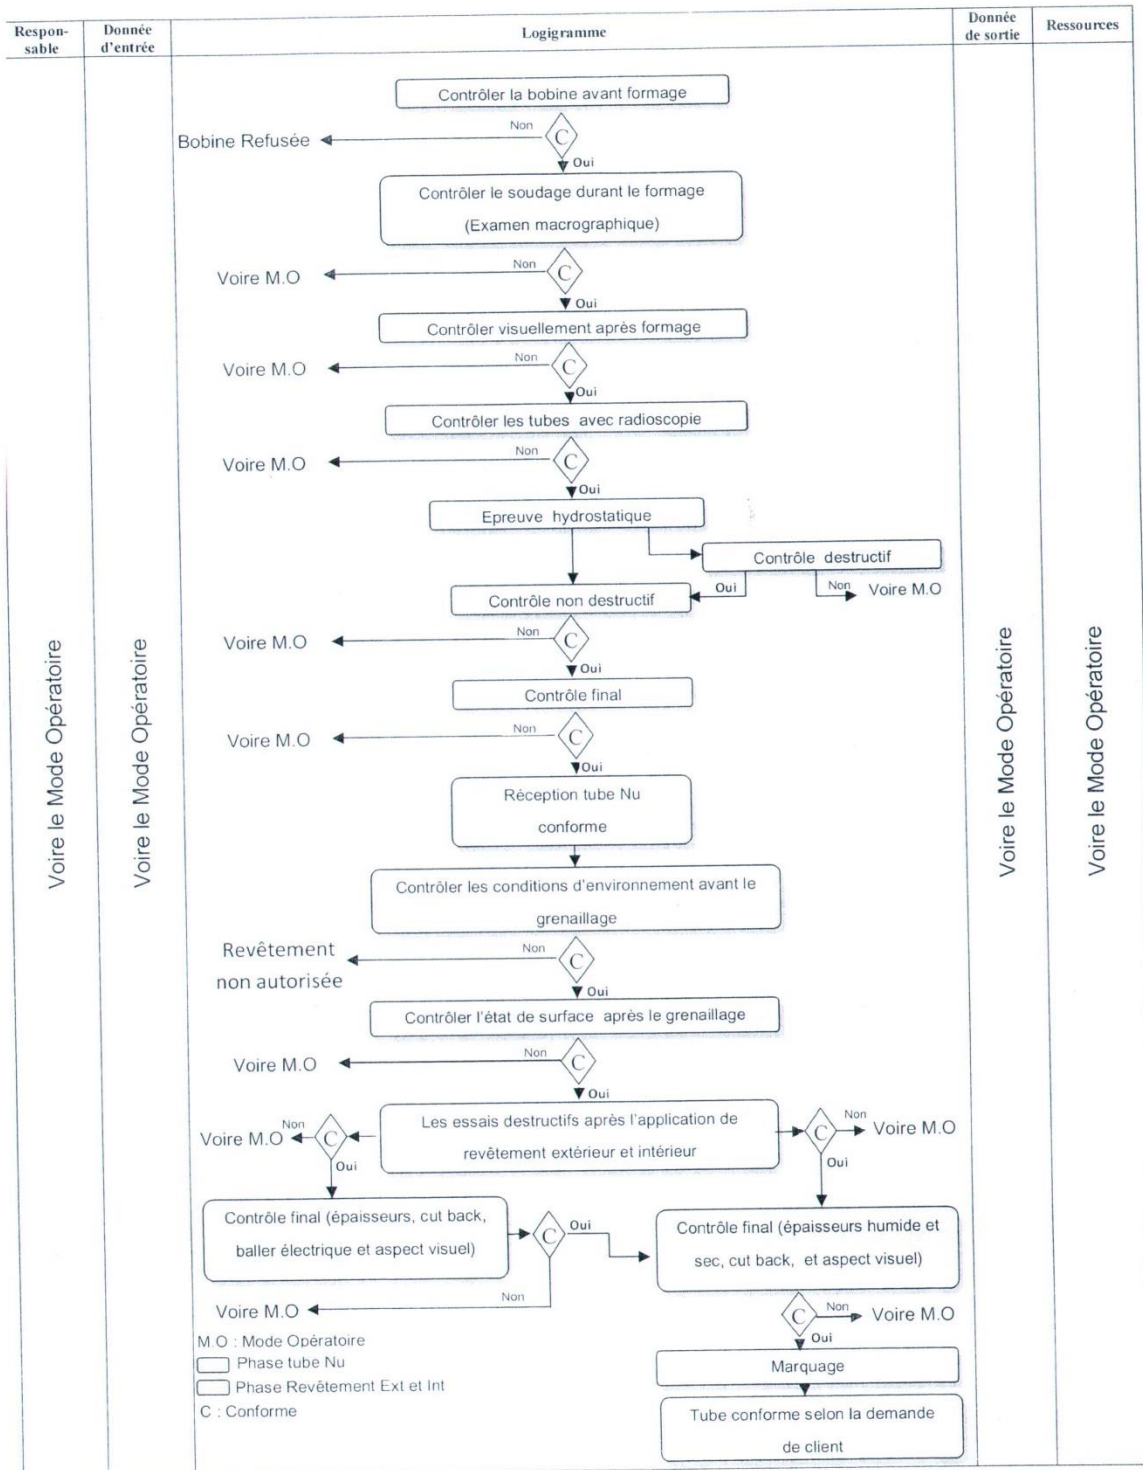 Respon-
sable
Donnée
d'entrée
Logigramme
Donnée
de sortie
Ressources
Contrôler la bobine avant formage
Non
Bobine Refusée
C
Oui
Contrôler le soudage durant le formage
(Examen macrographique)
Non
Voire M.O
C
Oui
Contrôler visuellement après formage
Non
Voire M.O
C
Oui
Contrôler les tubes avec radioscopie
Non
Voire M.O
C
Oui
Epreuve hydrostatique
Contrôle destructif
Oui
Non
Voire M.O
Contrôle non destructif
Non
Voire M.O
C
Oui
Contrôle final
Non
Voire M.O
C
Oui
Réception tube Nu
conforme
Contrôler les conditions d'environnement avant le
grenaillage
Revêtement
non autorisée
Non
C
Oui
Contrôler l'état de surface après le grenaillage
Non
Voire M.O
C
Oui
Les essais destructifs après l'application de
revêtement extérieur et intérieur
Voire M.O
Non
C
Oui
C
Non
Voire M.O
Oui
Contrôle final (épaisseurs, cut back,
baller électrique et aspect visuel)
C
Oui
Non
Voire M.O
Contrôle final (épaisseurs humide et
sec, cut back, et aspect visuel)
C
Non
Voire M.O
Oui
Marquage
Tube conforme selon la demande
de client
M.O : Mode Opératoire
Phase tube Nu
Phase Revêtement Ext et Int
C : Conforme
Voire le Mode Opératoire
Voire le Mode Opératoire
Voire le Mode Opératoire
Voire le Mode Opératoire